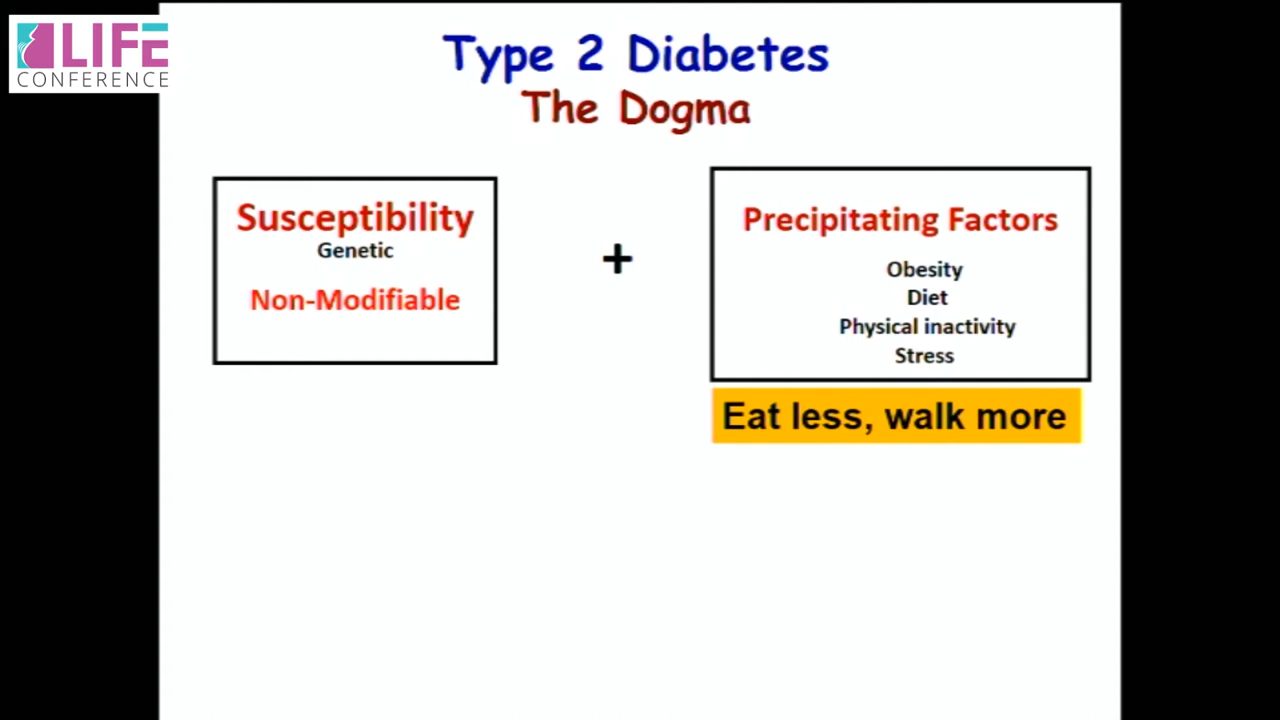 LIFE
CONFERENCE
Type 2 Diabetes
The Dogma
Susceptibility
Genetic
Non-Modifiable
+
Precipitating Factors
Obesity
Diet
Physical inactivity
Stress
Eat less, walk more